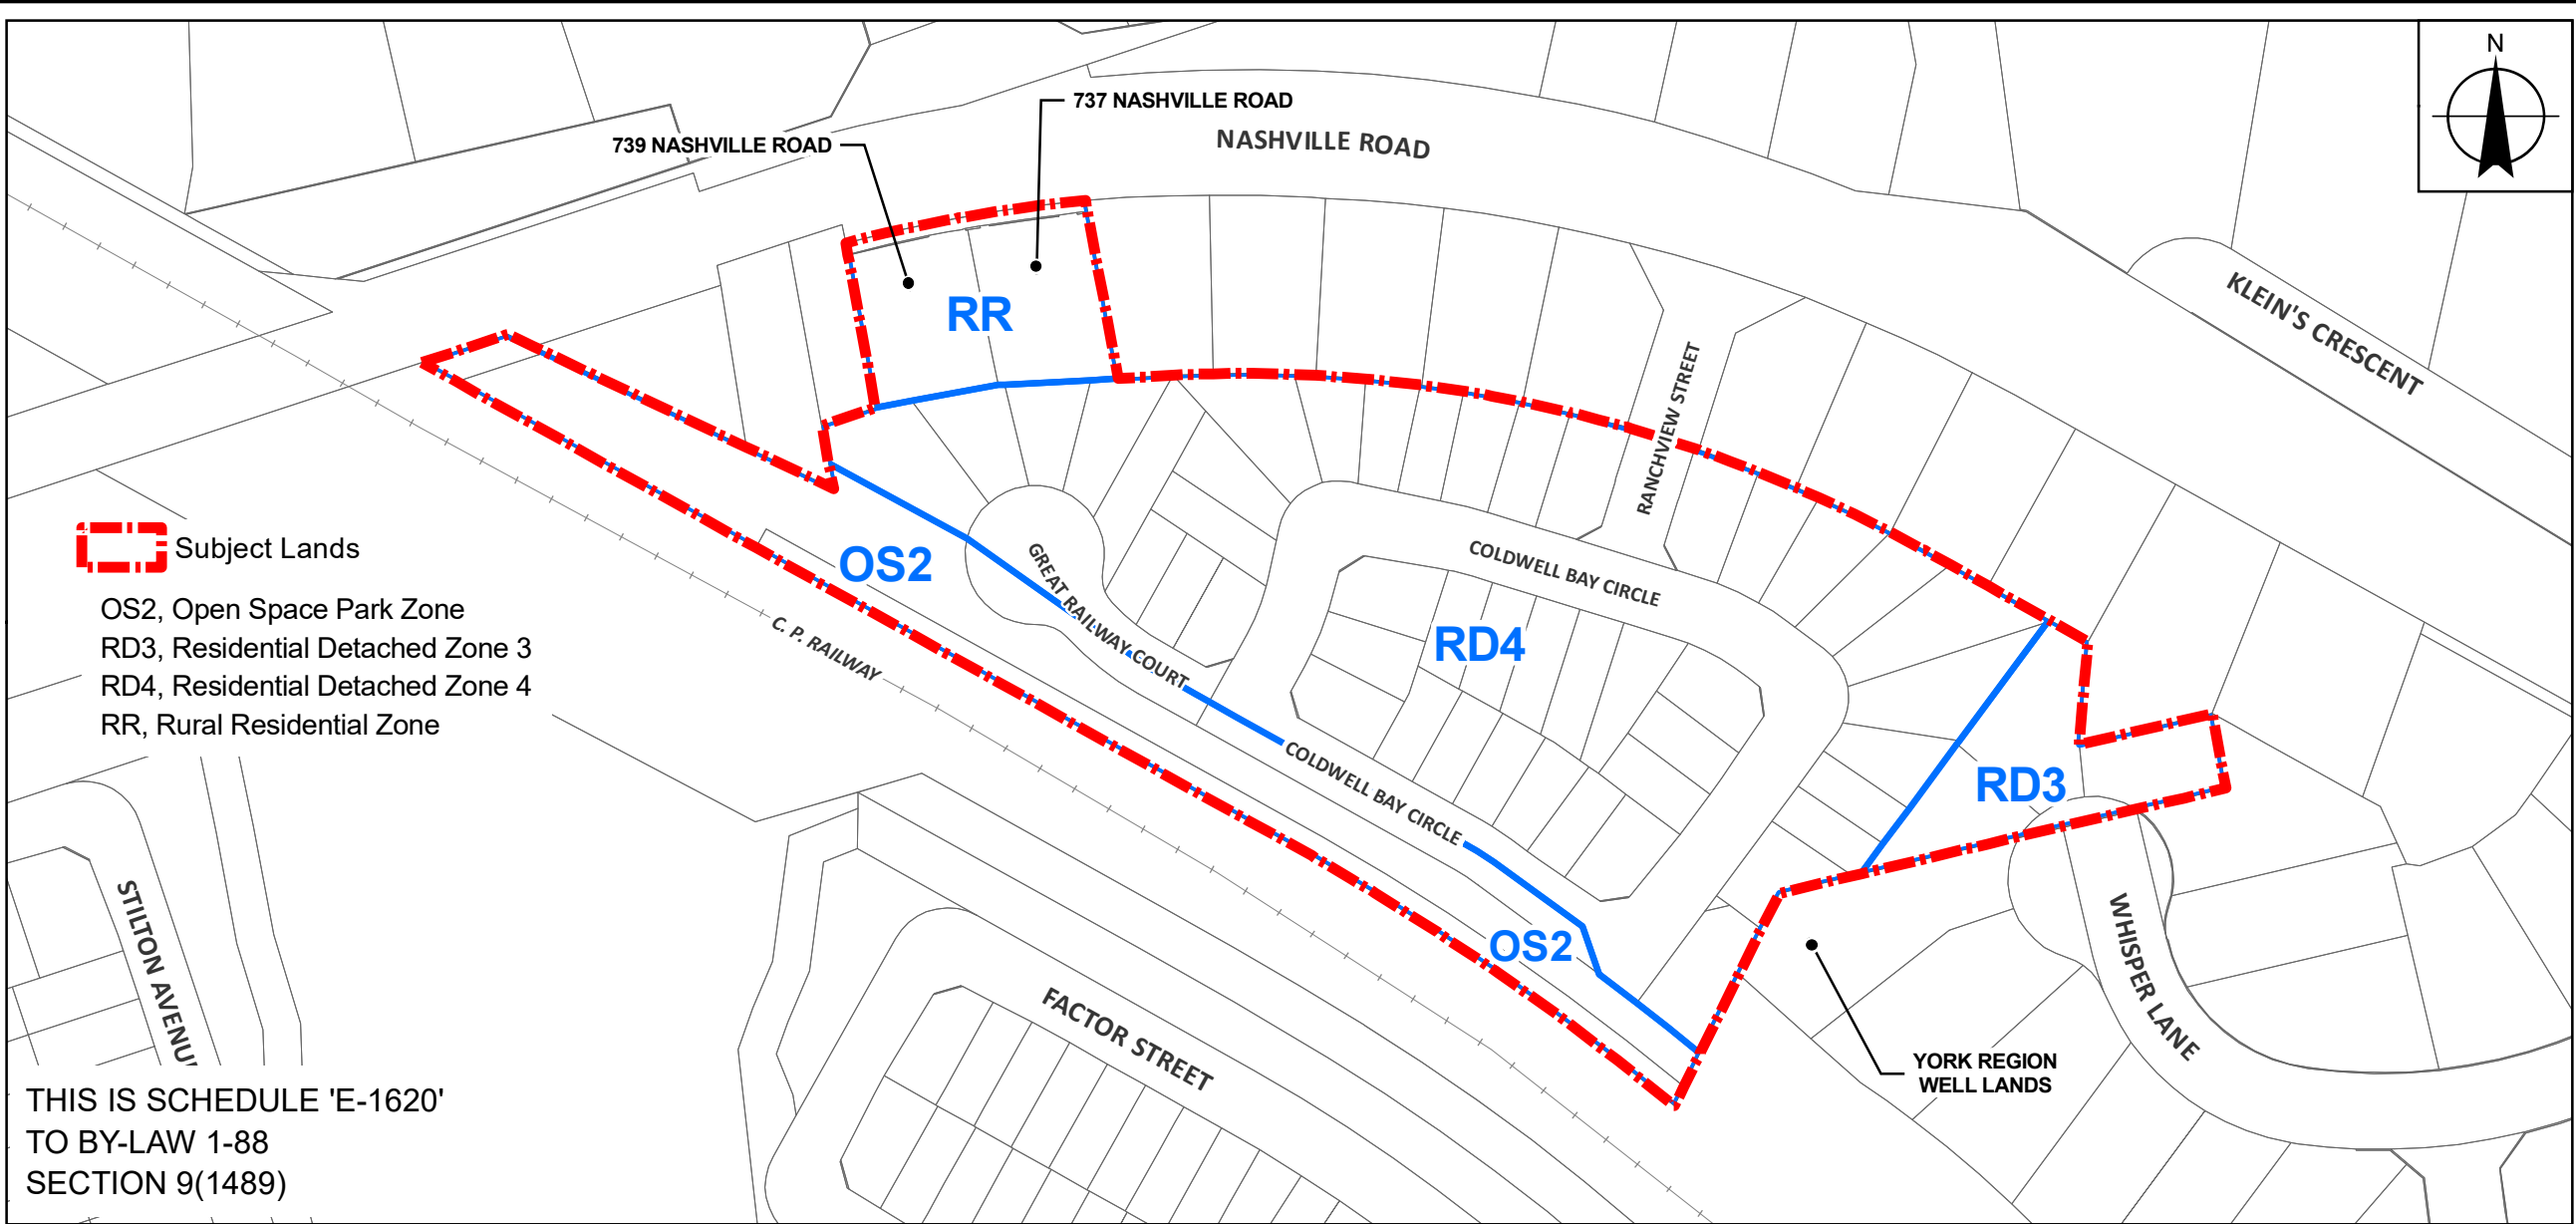 N
737 NASHVILLE ROAD
739 NASHVILLE ROAD
NASHVILLE ROAD
KLEIN'S CRESCENT
RR
RANCHVIEW STREET
Subject Lands
OS2, Open Space Park Zone
RD3, Residential Detached Zone 3
RD4, Residential Detached Zone 4
RR, Rural Residential Zone
OS2
GREAT RAILWAY COURT
COLDWELL BAY CIRCLE
RD4
C. P. RAILWAY
COLDWELL BAY CIRCLE
RD3
OS2
STILTON AVENU
FACTOR STREET
WHISPER LANE
YORK REGION
WELL LANDS
THIS IS SCHEDULE 'E-1620'
TO BY-LAW 1-88
SECTION 9(1489)